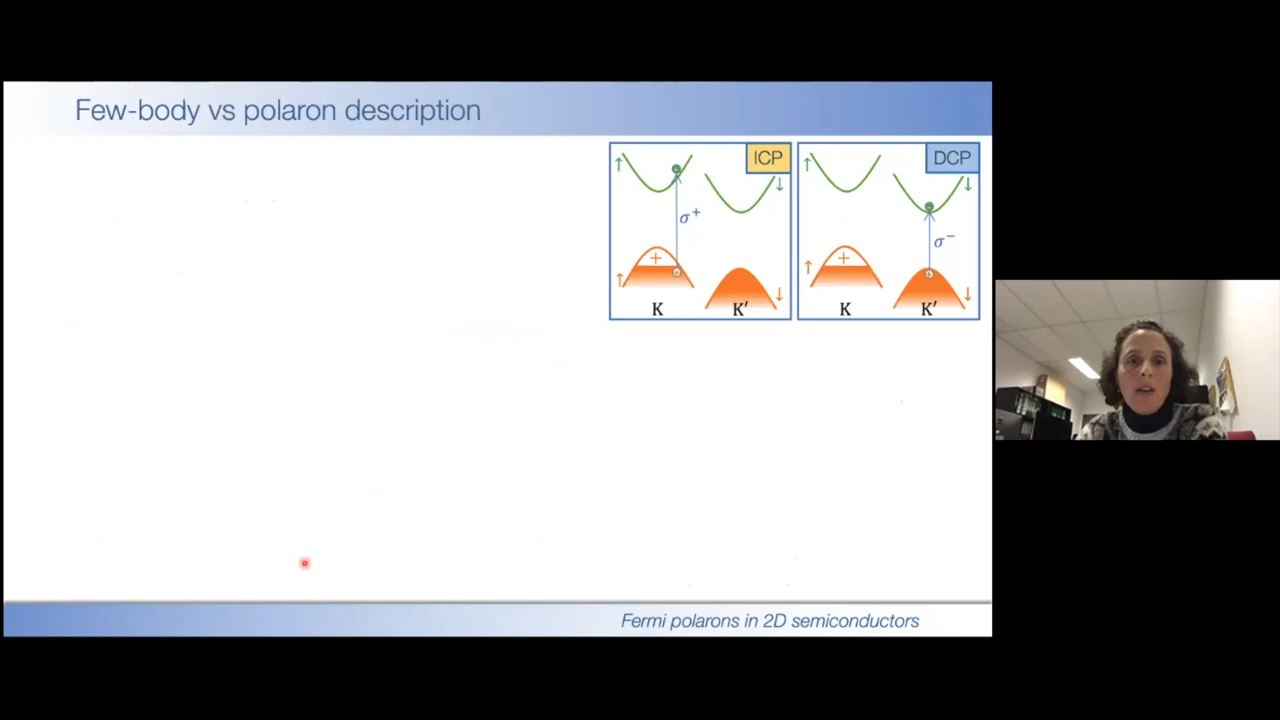 Few-body vs polaron description
ICP
DCP
↑ ↓ ↑ ↓
σ⁺ σ⁻
+ +
↑ ↓ ↑ ↓
K K′ K K′
Fermi polarons in 2D semiconductors